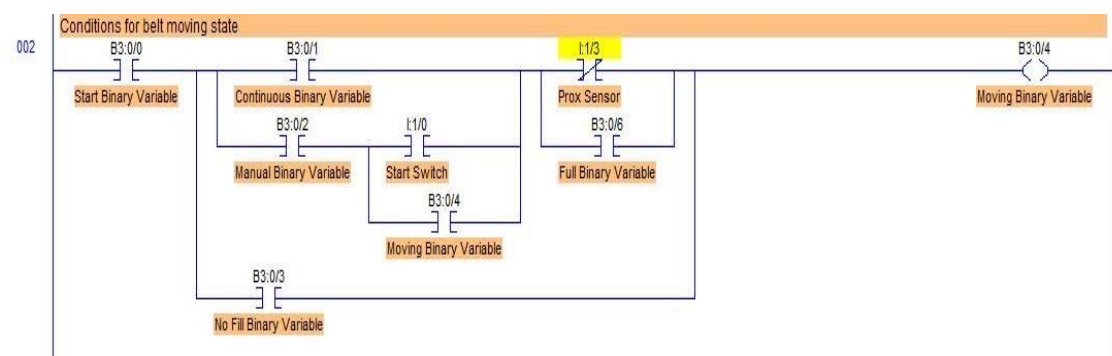 Conditions for belt moving state
002
B3:0/0
B3:0/1
I:1/3
B3:0/4
Start Binary Variable
Continuous Binary Variable
Prox Sensor
Moving Binary Variable
B3:0/2
I:1/0
B3:0/6
Manual Binary Variable
Start Switch
Full Binary Variable
B3:0/4
Moving Binary Variable
B3:0/3
No Fill Binary Variable